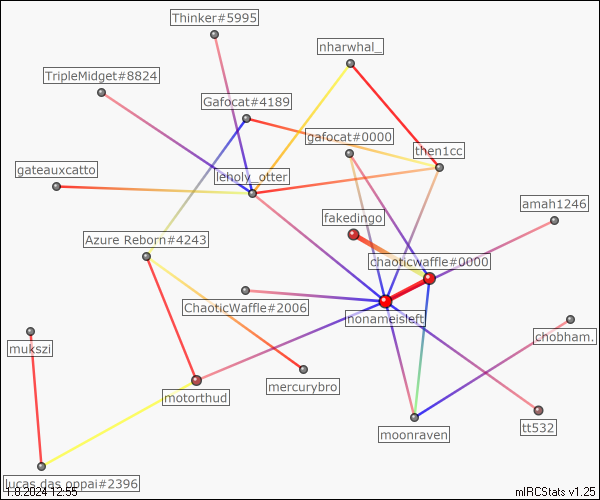 Thinker#5995
nharwhal_
TripleMidget#8824
Gafocat#4189
gafocat#0000
then1cc
gateauxcatto
leholy_otter
amah1246
fakedingo
Azure Reborn#4243
chaoticwaffle#0000
ChaoticWaffle#2006
nonameisleft
chobham.
mukszi
mercurybro
motorthud
tt532
moonraven
lucas das oppai#2396
1.8.2024 12:55
mIRCStats v1.25